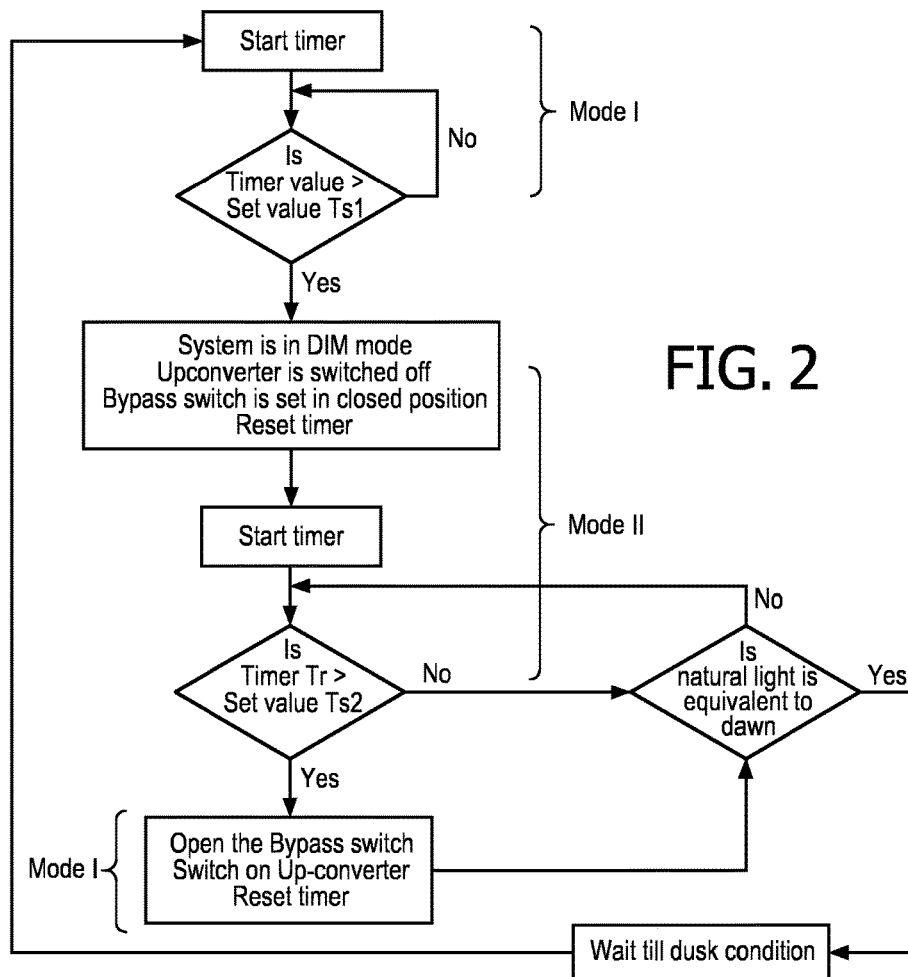 Start timer
Mode I
No
Is
Timer value >
Set value Ts1
Yes
System is in DIM mode
Upconverter is switched off
Bypass switch is set in closed position
Reset timer
FIG. 2
Start timer
Mode II
No
Is
Timer Tr >
Set value Ts2
No
Is
natural light is
equivalent to
dawn
Yes
Yes
Mode I
Open the Bypass switch
Switch on Up-converter
Reset timer
Wait till dusk condition